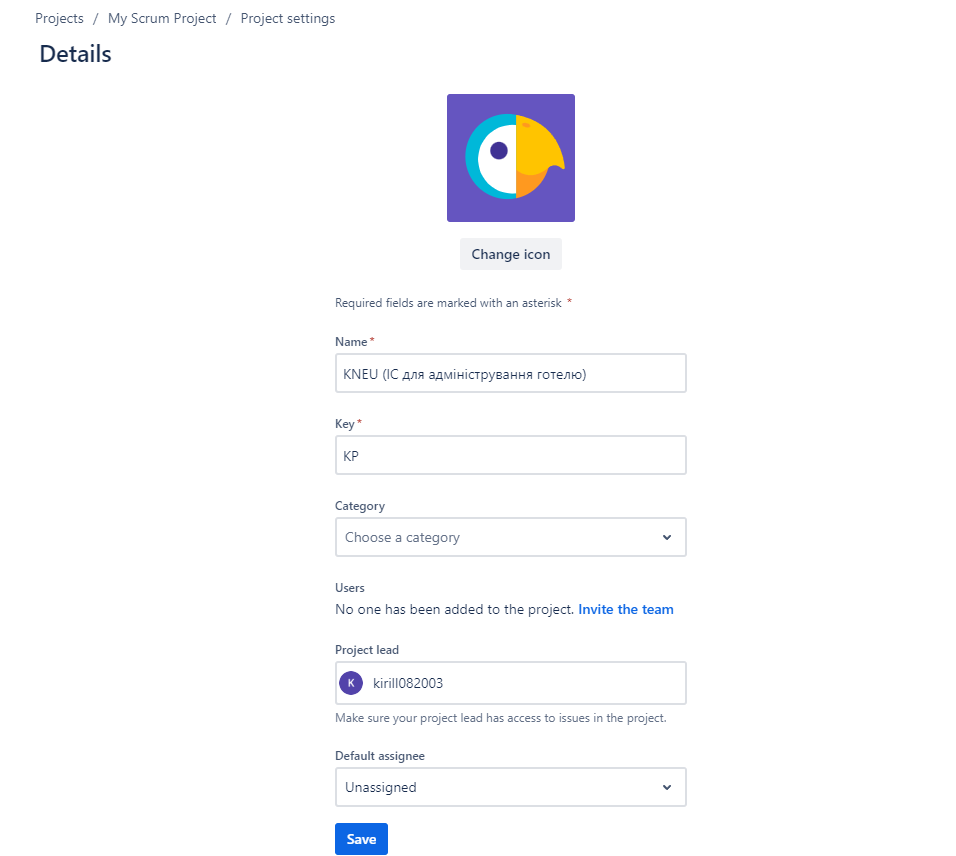 Projects / My Scrum Project / Project settings
Details
Change icon
Required fields are marked with an asterisk *
Name*
KNEU (ІС для адміністрування готелю)
Key*
KP
Category
Choose a category
Users
No one has been added to the project. Invite the team
Project lead
K kirill082003
Make sure your project lead has access to issues in the project.
Default assignee
Unassigned
Save